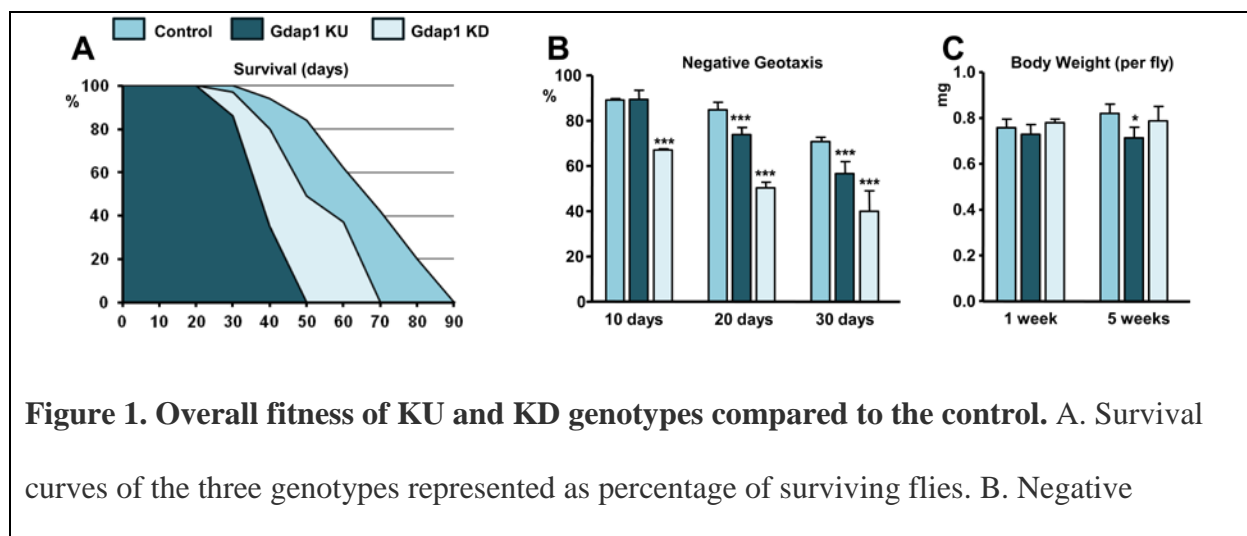 Control Gdap1 KU Gdap1 KD
A
Survival (days)
%
100
80
60
40
20
0
0 10 20 30 40 50 60 70 80 90
B
Negative Geotaxis
%
100
80
60
40
20
0
***
*** ***
*** ***
10 days 20 days 30 days
C
Body Weight (per fly)
mg
1.0
0.8
0.6
0.4
0.2
0.0
*
1 week 5 weeks
Figure 1. Overall fitness of KU and KD genotypes compared to the control. A. Survival
curves of the three genotypes represented as percentage of surviving flies. B. Negative